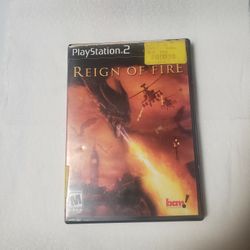 PlayStation.2
REIGN OF FIRE
M
bam!